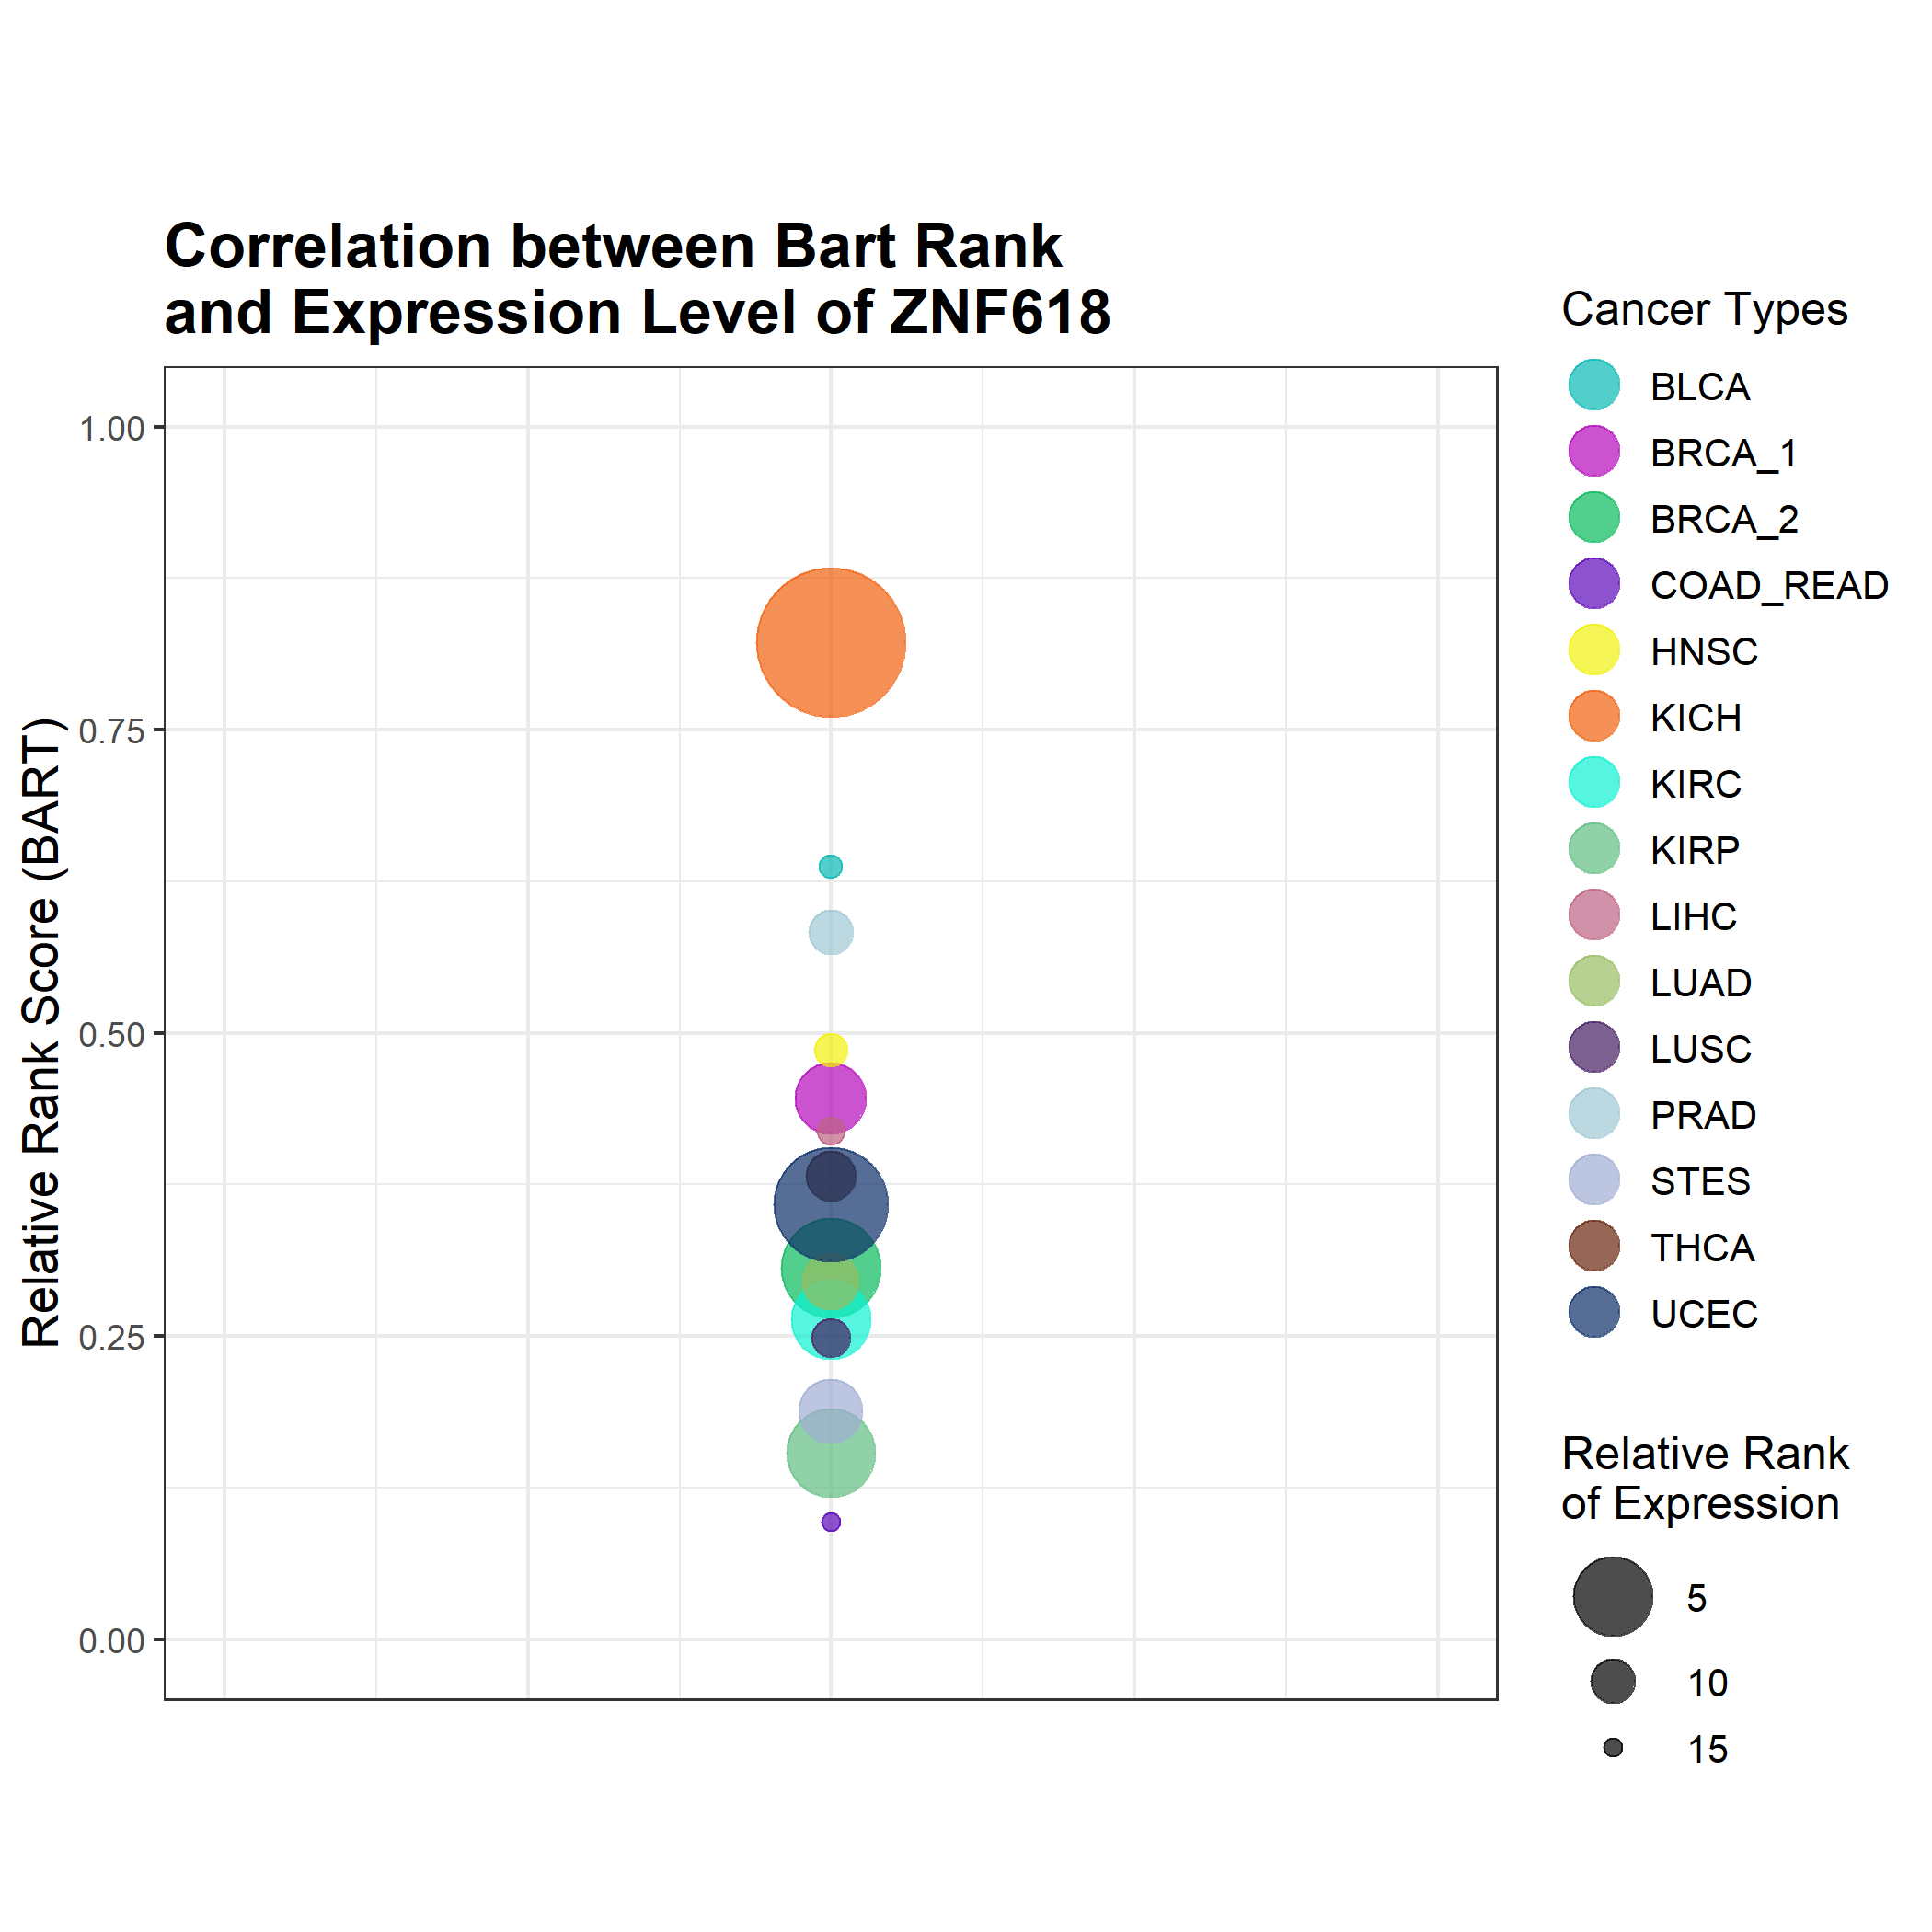 Correlation between Bart Rank
and Expression Level of ZNF618
Relative Rank Score (BART)
1.00
0.75
0.50
0.25
0.00
Cancer Types
BLCA
BRCA_1
BRCA_2
COAD_READ
HNSC
KICH
KIRC
KIRP
LIHC
LUAD
LUSC
PRAD
STES
THCA
UCEC
Relative Rank
of Expression
5
10
15